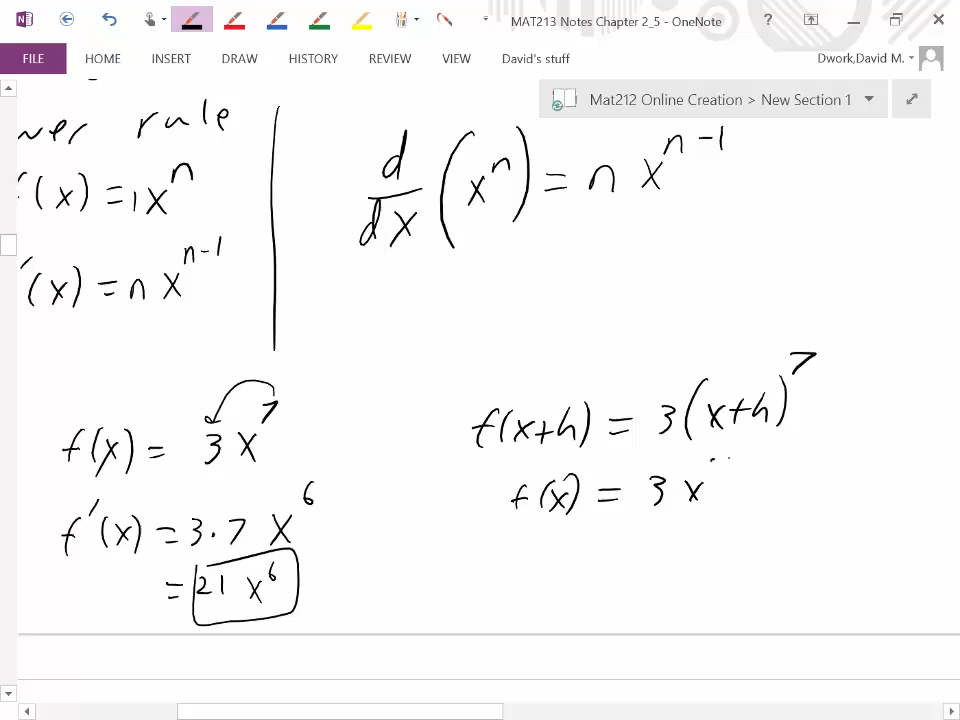 MAT213 Notes Chapter 2_5 - OneNote
FILE HOME INSERT DRAW HISTORY REVIEW VIEW David's stuff Dwork,David M.
Mat212 Online Creation > New Section 1
wer rule
f(x) = 1x^n
'(x) = n x^{n-1}
d/dx (x^n) = n x^{n-1}
f(x) = 3x^7
f'(x) = 3·7 x^6
= 21 x^6
f(x+h) = 3(x+h)^7
f(x) = 3x